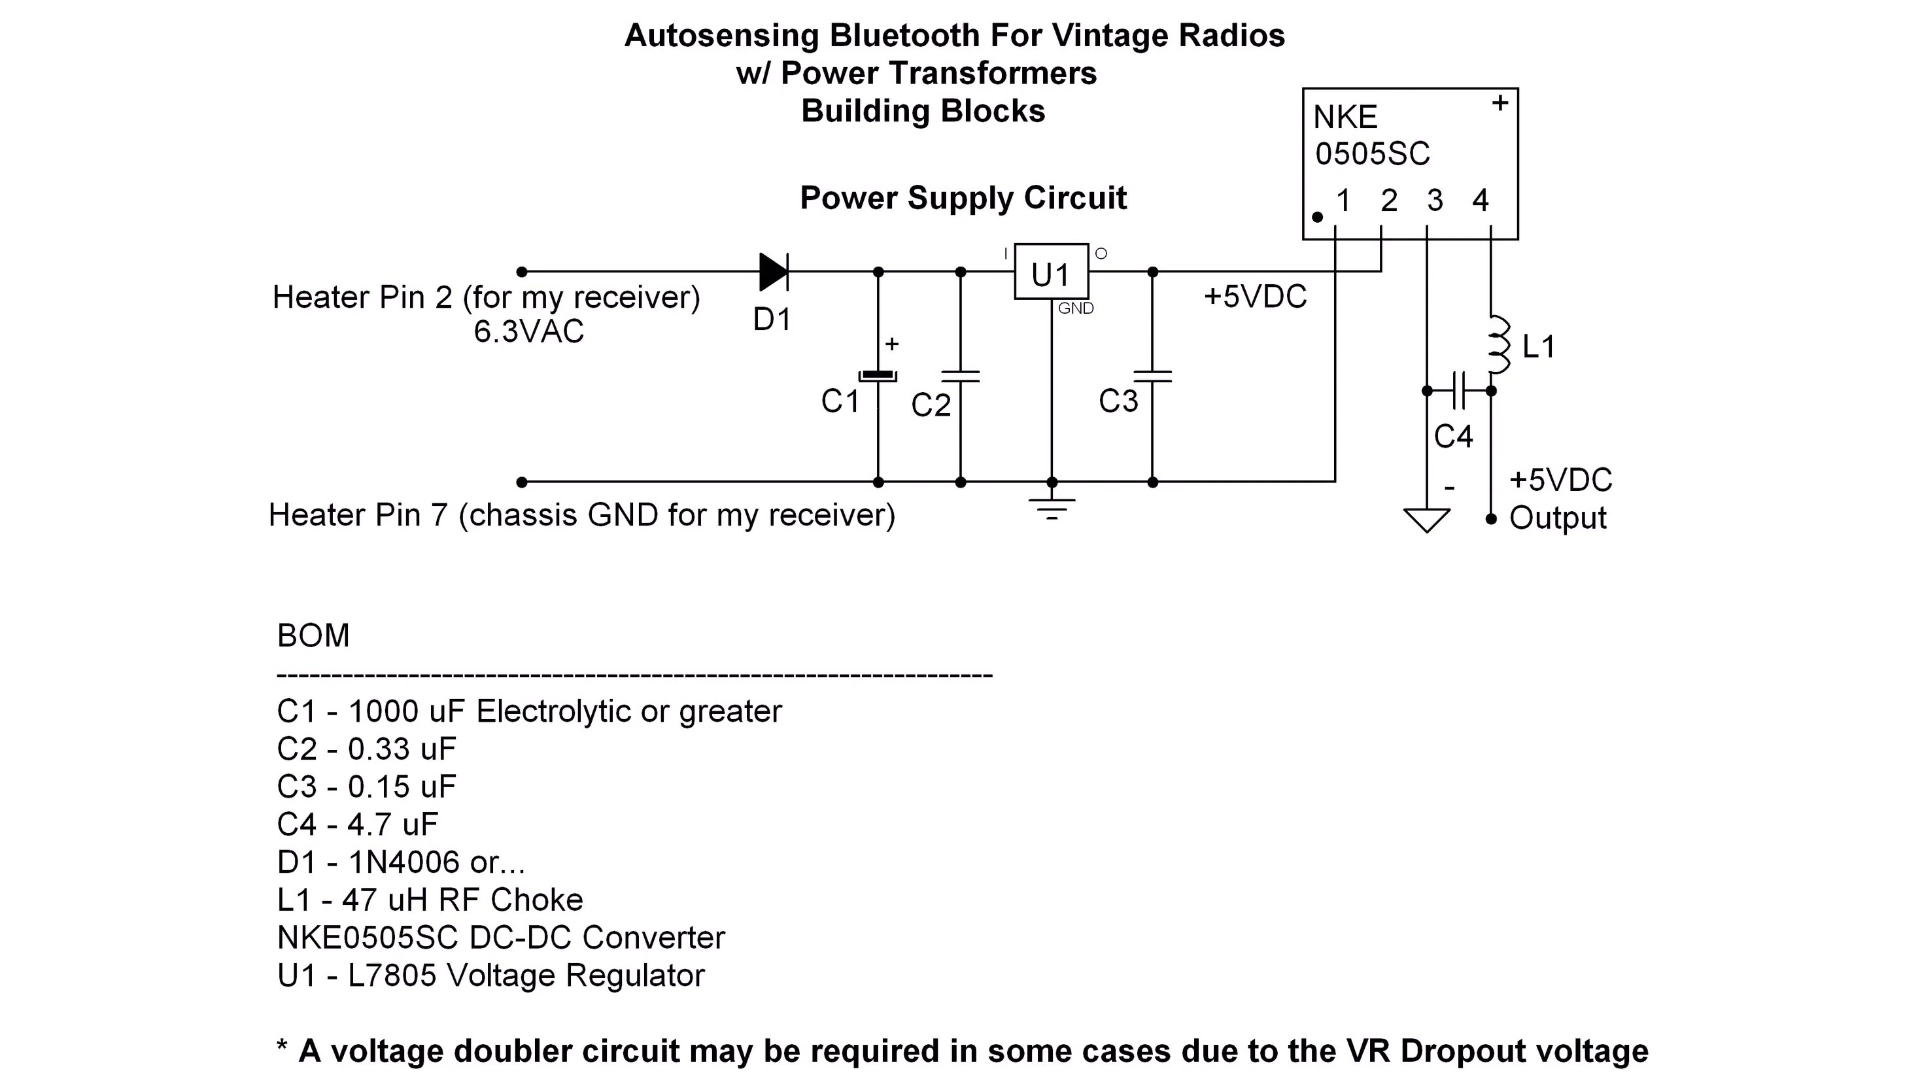 Autosensing Bluetooth For Vintage Radios
w/ Power Transformers
Building Blocks
Power Supply Circuit
NKE
+
0505SC
1 2 3 4
Heater Pin 2 (for my receiver)
6.3VAC
D1
I
U1
O
GND
+5VDC
+
C1
C2
C3
L1
C4
-
+5VDC
Output
Heater Pin 7 (chassis GND for my receiver)
BOM
-----------------------------------------------------------------
C1 - 1000 uF Electrolytic or greater
C2 - 0.33 uF
C3 - 0.15 uF
C4 - 4.7 uF
D1 - 1N4006 or...
L1 - 47 uH RF Choke
NKE0505SC DC-DC Converter
U1 - L7805 Voltage Regulator
* A voltage doubler circuit may be required in some cases due to the VR Dropout voltage